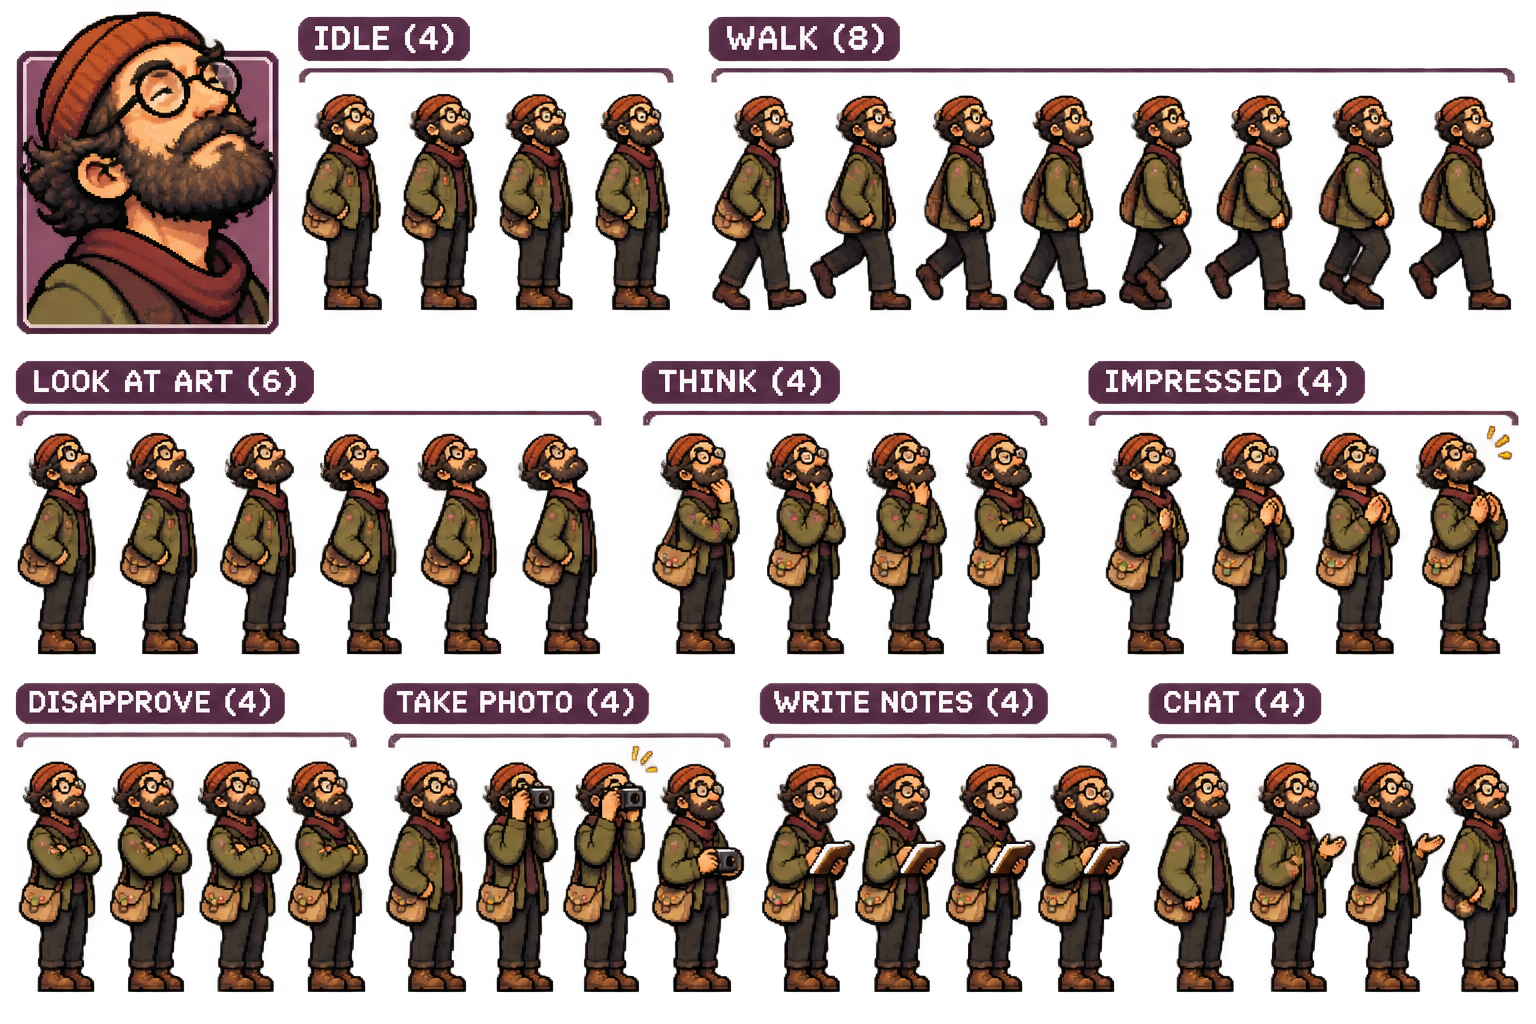 IDLE (4)
WALK (8)
LOOK AT ART (6)
THINK (4)
IMPRESSED (4)
DISAPPROVE (4)
TAKE PHOTO (4)
WRITE NOTES (4)
CHAT (4)